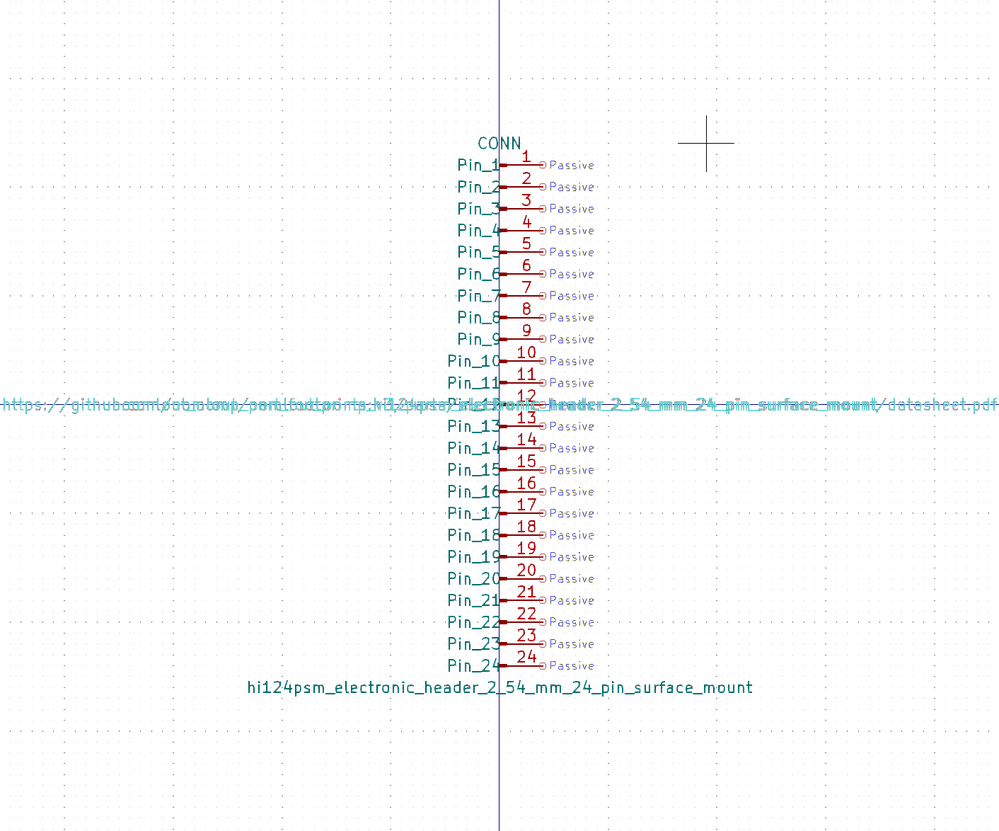 CONN
Pin_1 1 Passive
Pin_2 2 Passive
Pin_3 3 Passive
Pin_4 4 Passive
Pin_5 5 Passive
Pin_6 6 Passive
Pin_7 7 Passive
Pin_8 8 Passive
Pin_9 9 Passive
Pin_10 10 Passive
Pin_11 11 Passive
12
Pin_13 13 Passive
Pin_14 14 Passive
Pin_15 15 Passive
Pin_16 16 Passive
Pin_17 17 Passive
Pin_18 18 Passive
Pin_19 19 Passive
Pin_20 20 Passive
Pin_21 21 Passive
Pin_22 22 Passive
Pin_23 23 Passive
Pin_24 24 Passive
hi124psm_electronic_header_2_54_mm_24_pin_surface_mount